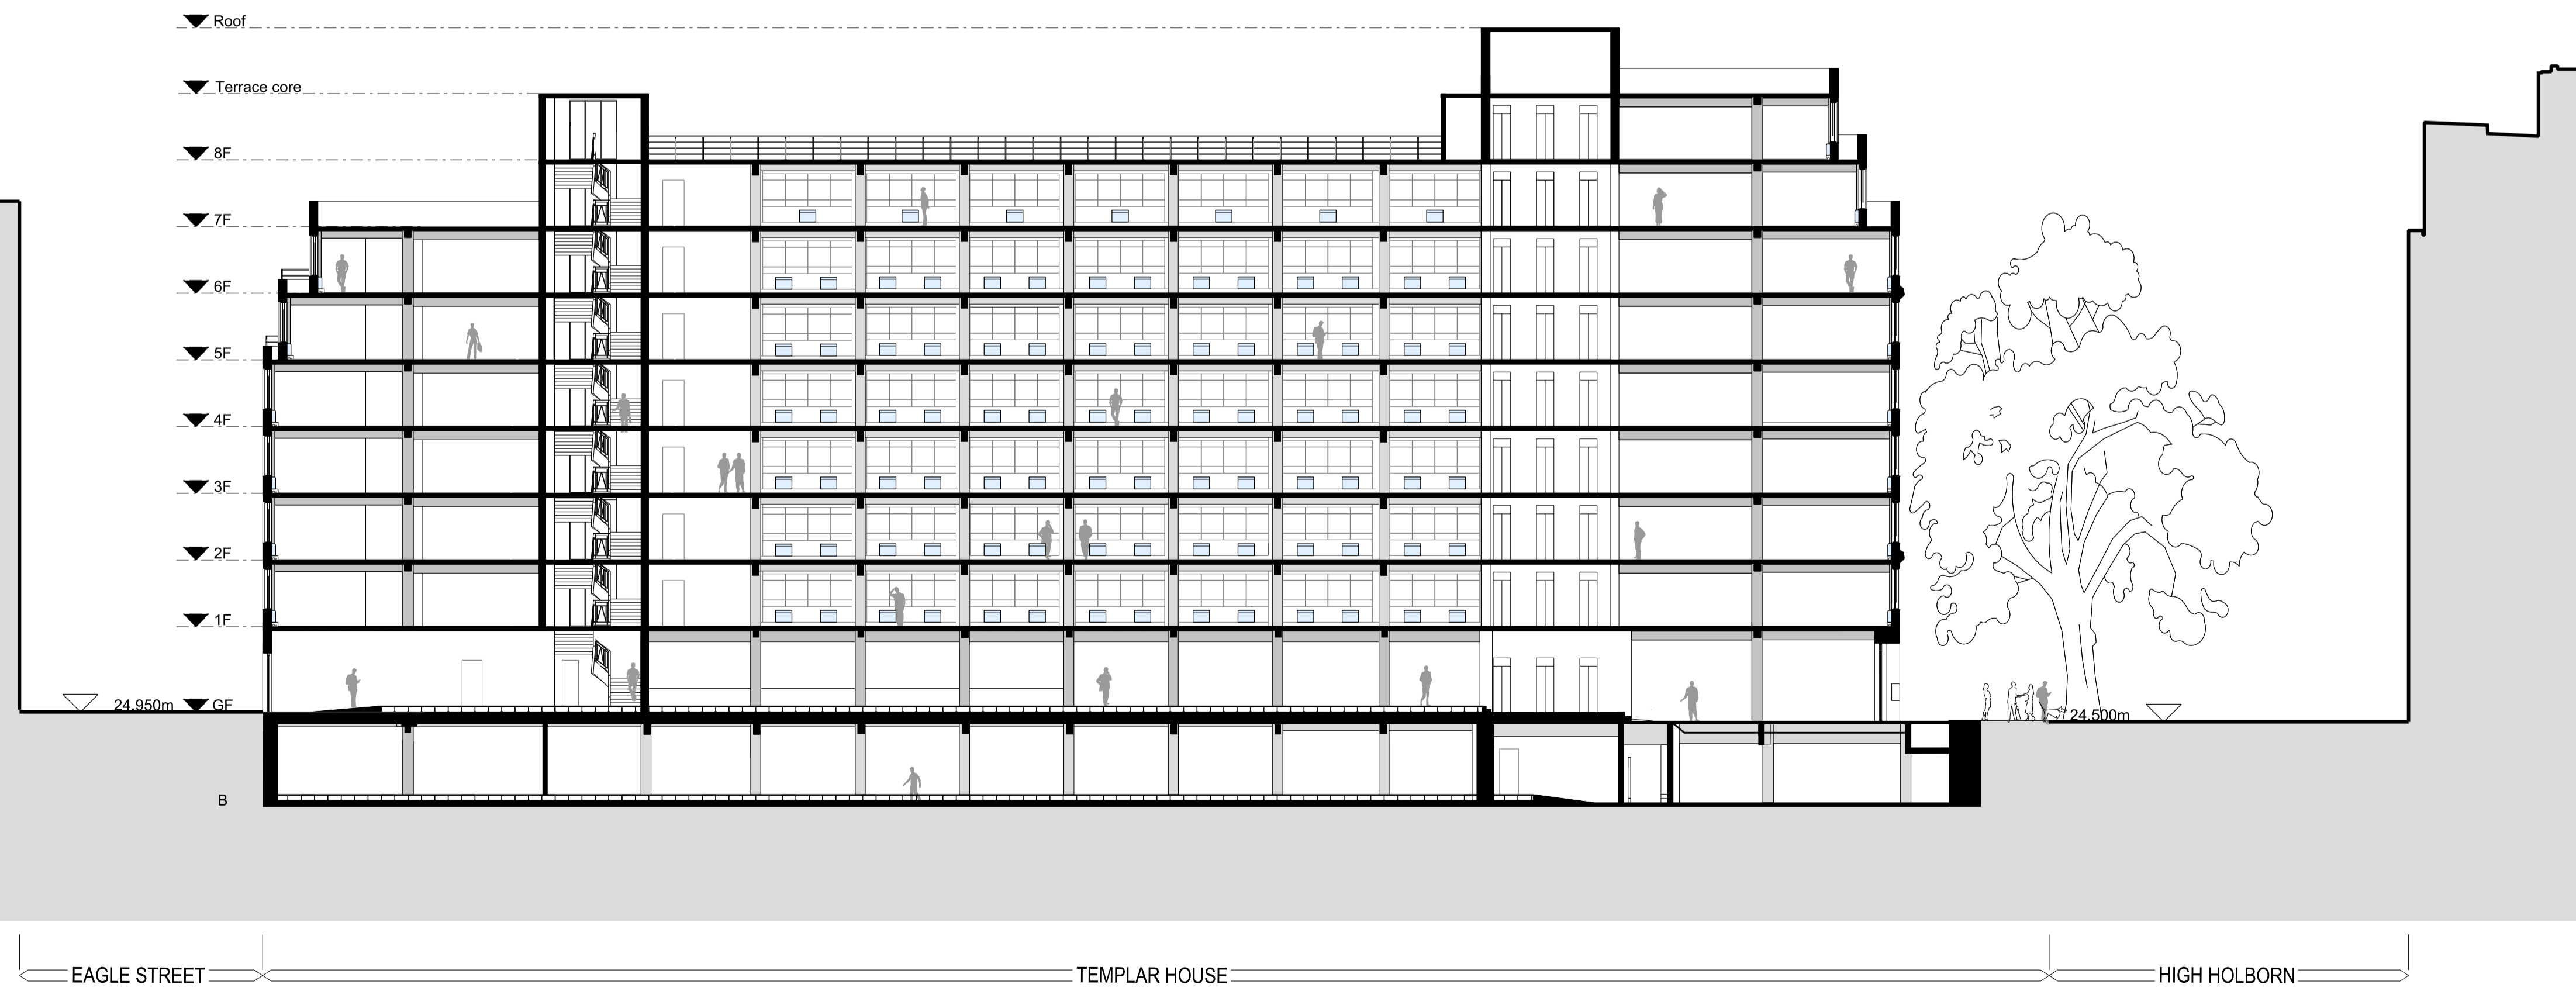 Roof
Terrace core
8F
7F
6F
5F
4F
3F
2F
1F
24.950m GF
24.500m
B
EAGLE STREET TEMPLAR HOUSE HIGH HOLBORN